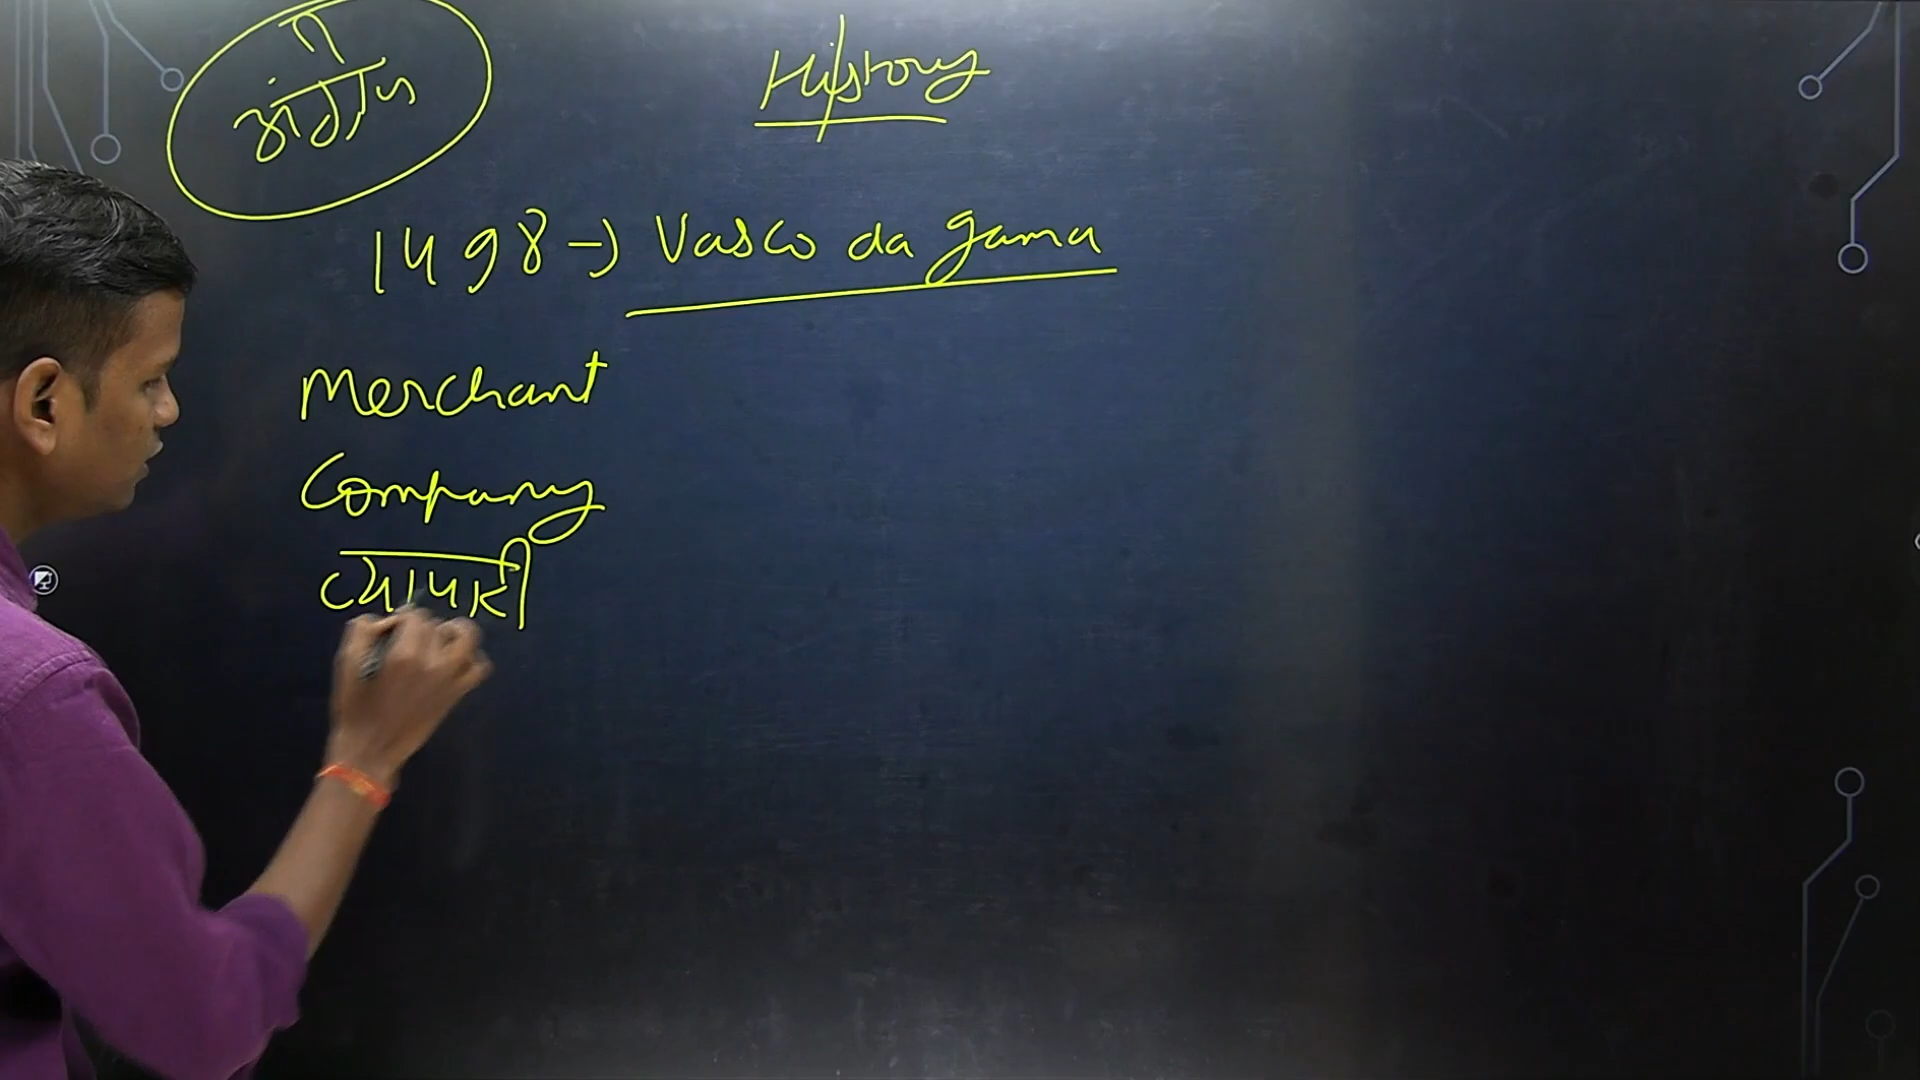 History
अंग्रेज
1498 → Vasco da gama
Merchant
Company
व्यापारी